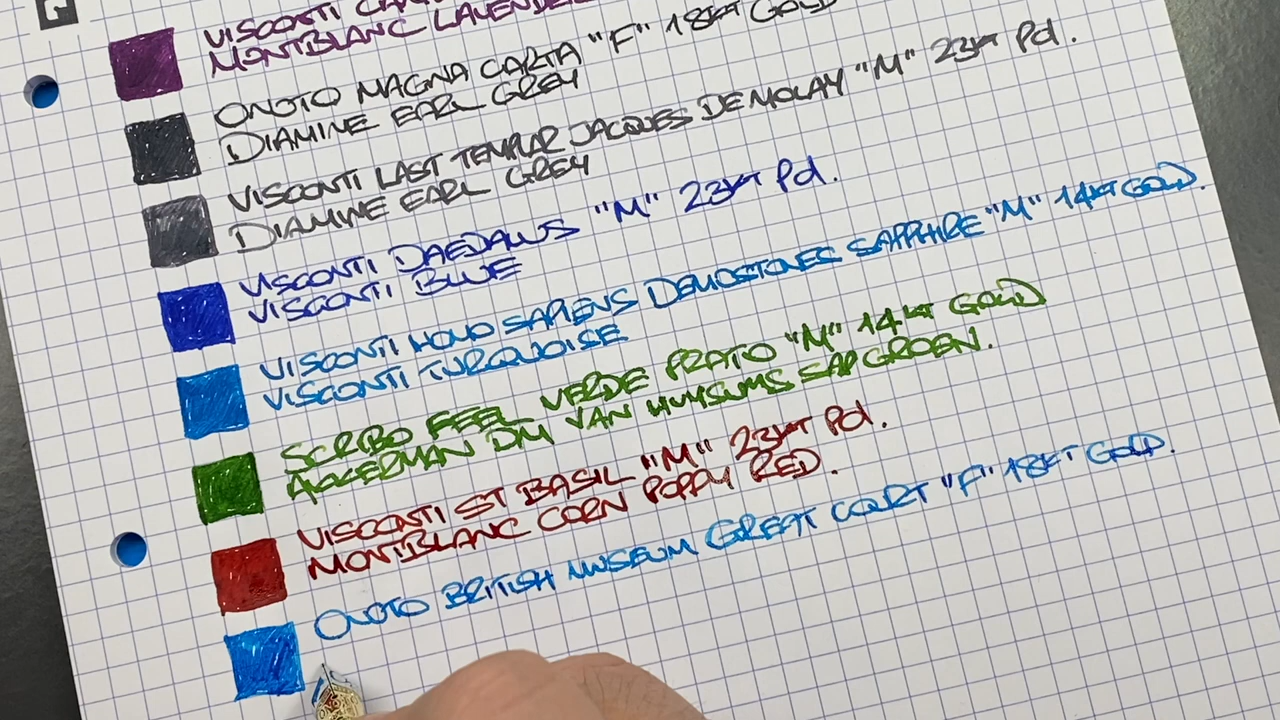 VISCONTI
MONTBLANC LAVENDER
ONOTO MAGNA CARTA "F" 18KT GOLD
DIAMINE EARL GREY
VISCONTI LAST TEMPLAR JACQUES DE MOLAY "M" 23KT Pd.
DIAMINE EARL GREY
VISCONTI DAEDALUS "M" 23KT Pd.
VISCONTI BLUE
VISCONTI HOMO SAPIENS DEMOSTONES SAPPHIRE "M" 14KT GOLD.
VISCONTI TURQUOISE
SCRIBO FEEL VERDE PRATO "M" 14KT GOLD
AKKERMAN DM VAN HUYSUMS SAPGROEN.
VISCONTI ST BASIL "M" 23KT Pd.
MONTBLANC CORN POPPY RED.
ONOTO BRITISH MUSEUM GREAT COURT "F" 18KT GOLD.